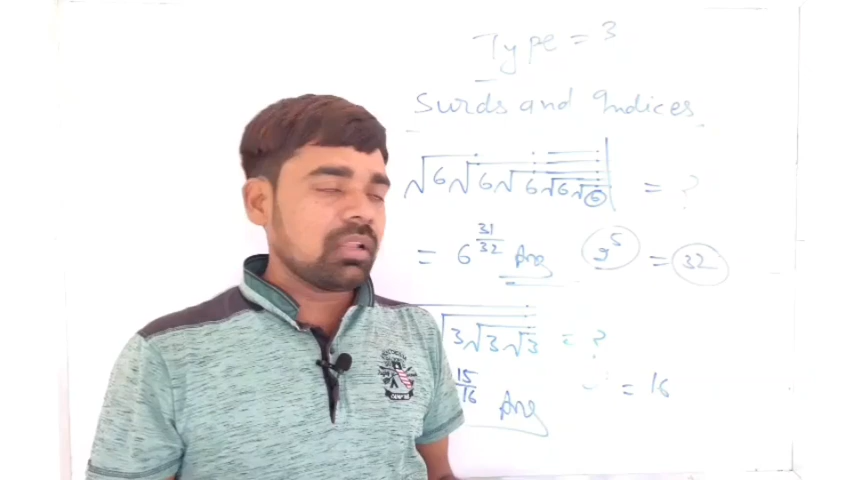 Type = 3
Surds and Indices
√6√6√6√6√6 = ?
= 6^31/32 Ans 2^5 = 32
√3√3√3 = ?
15/16 Ans = 16